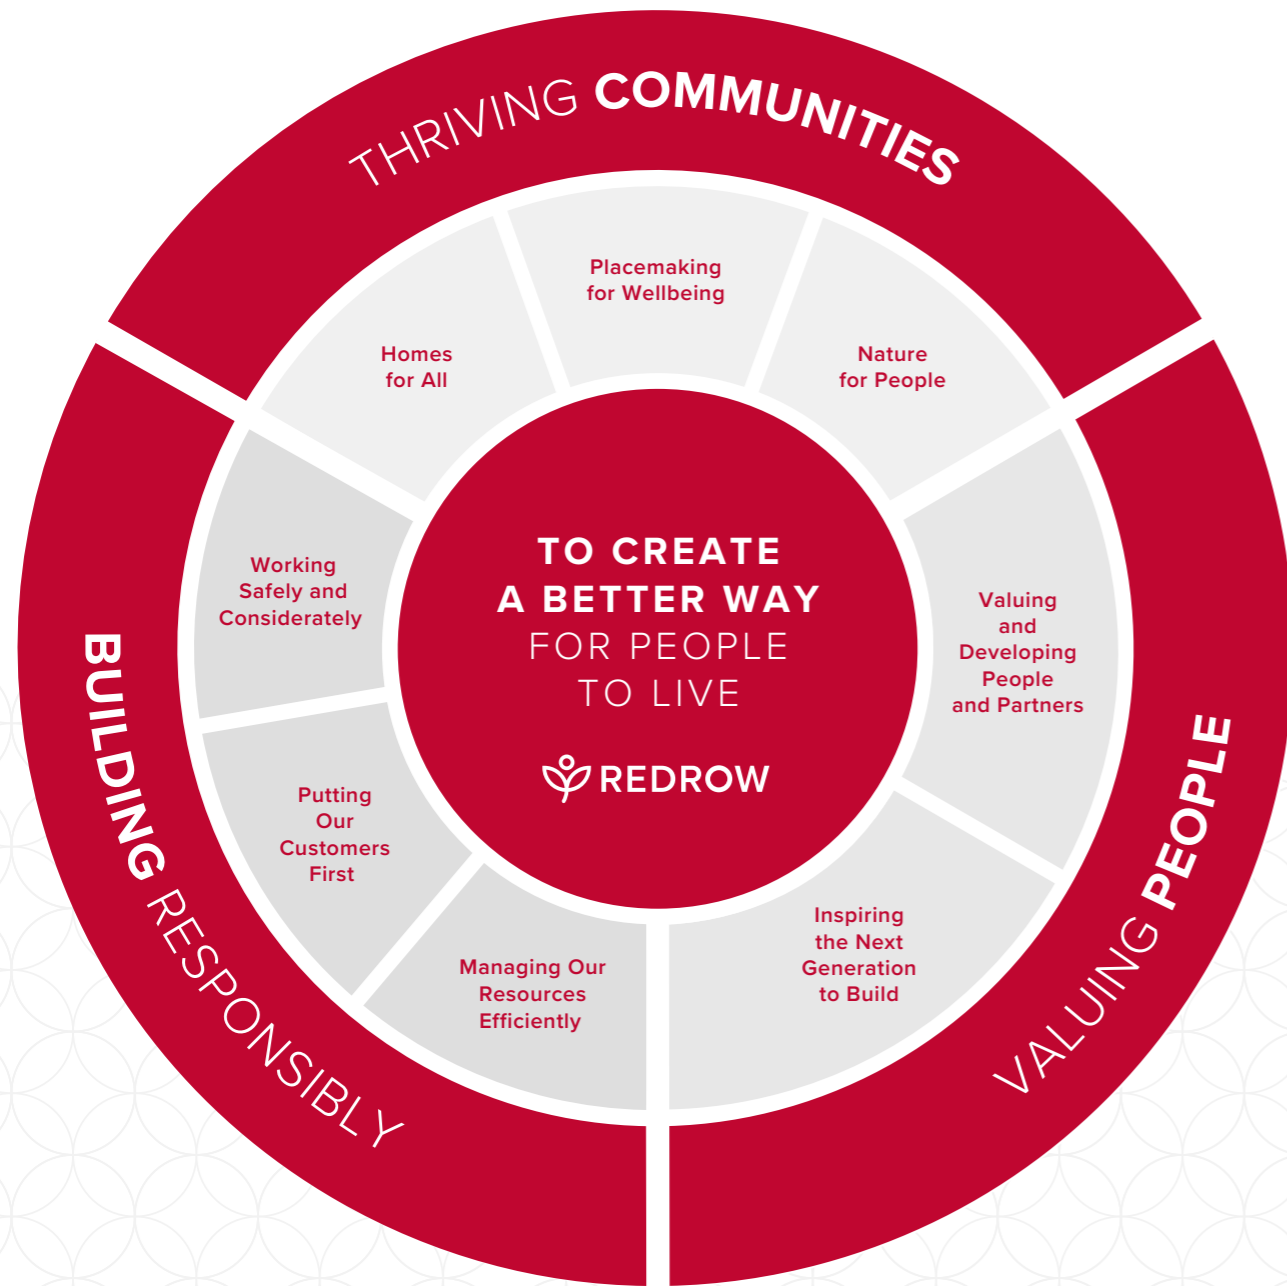 THRIVING COMMUNITIES
Placemaking
for Wellbeing
Homes
for All
Nature
for People
TO CREATE
A BETTER WAY
FOR PEOPLE
TO LIVE
REDROW
Working
Safely and
Considerately
Valuing
and
Developing
People
and Partners
Putting
Our
Customers
First
Inspiring
the Next
Generation
to Build
Managing Our
Resources
Efficiently
BUILDING RESPONSIBLY
VALUING PEOPLE